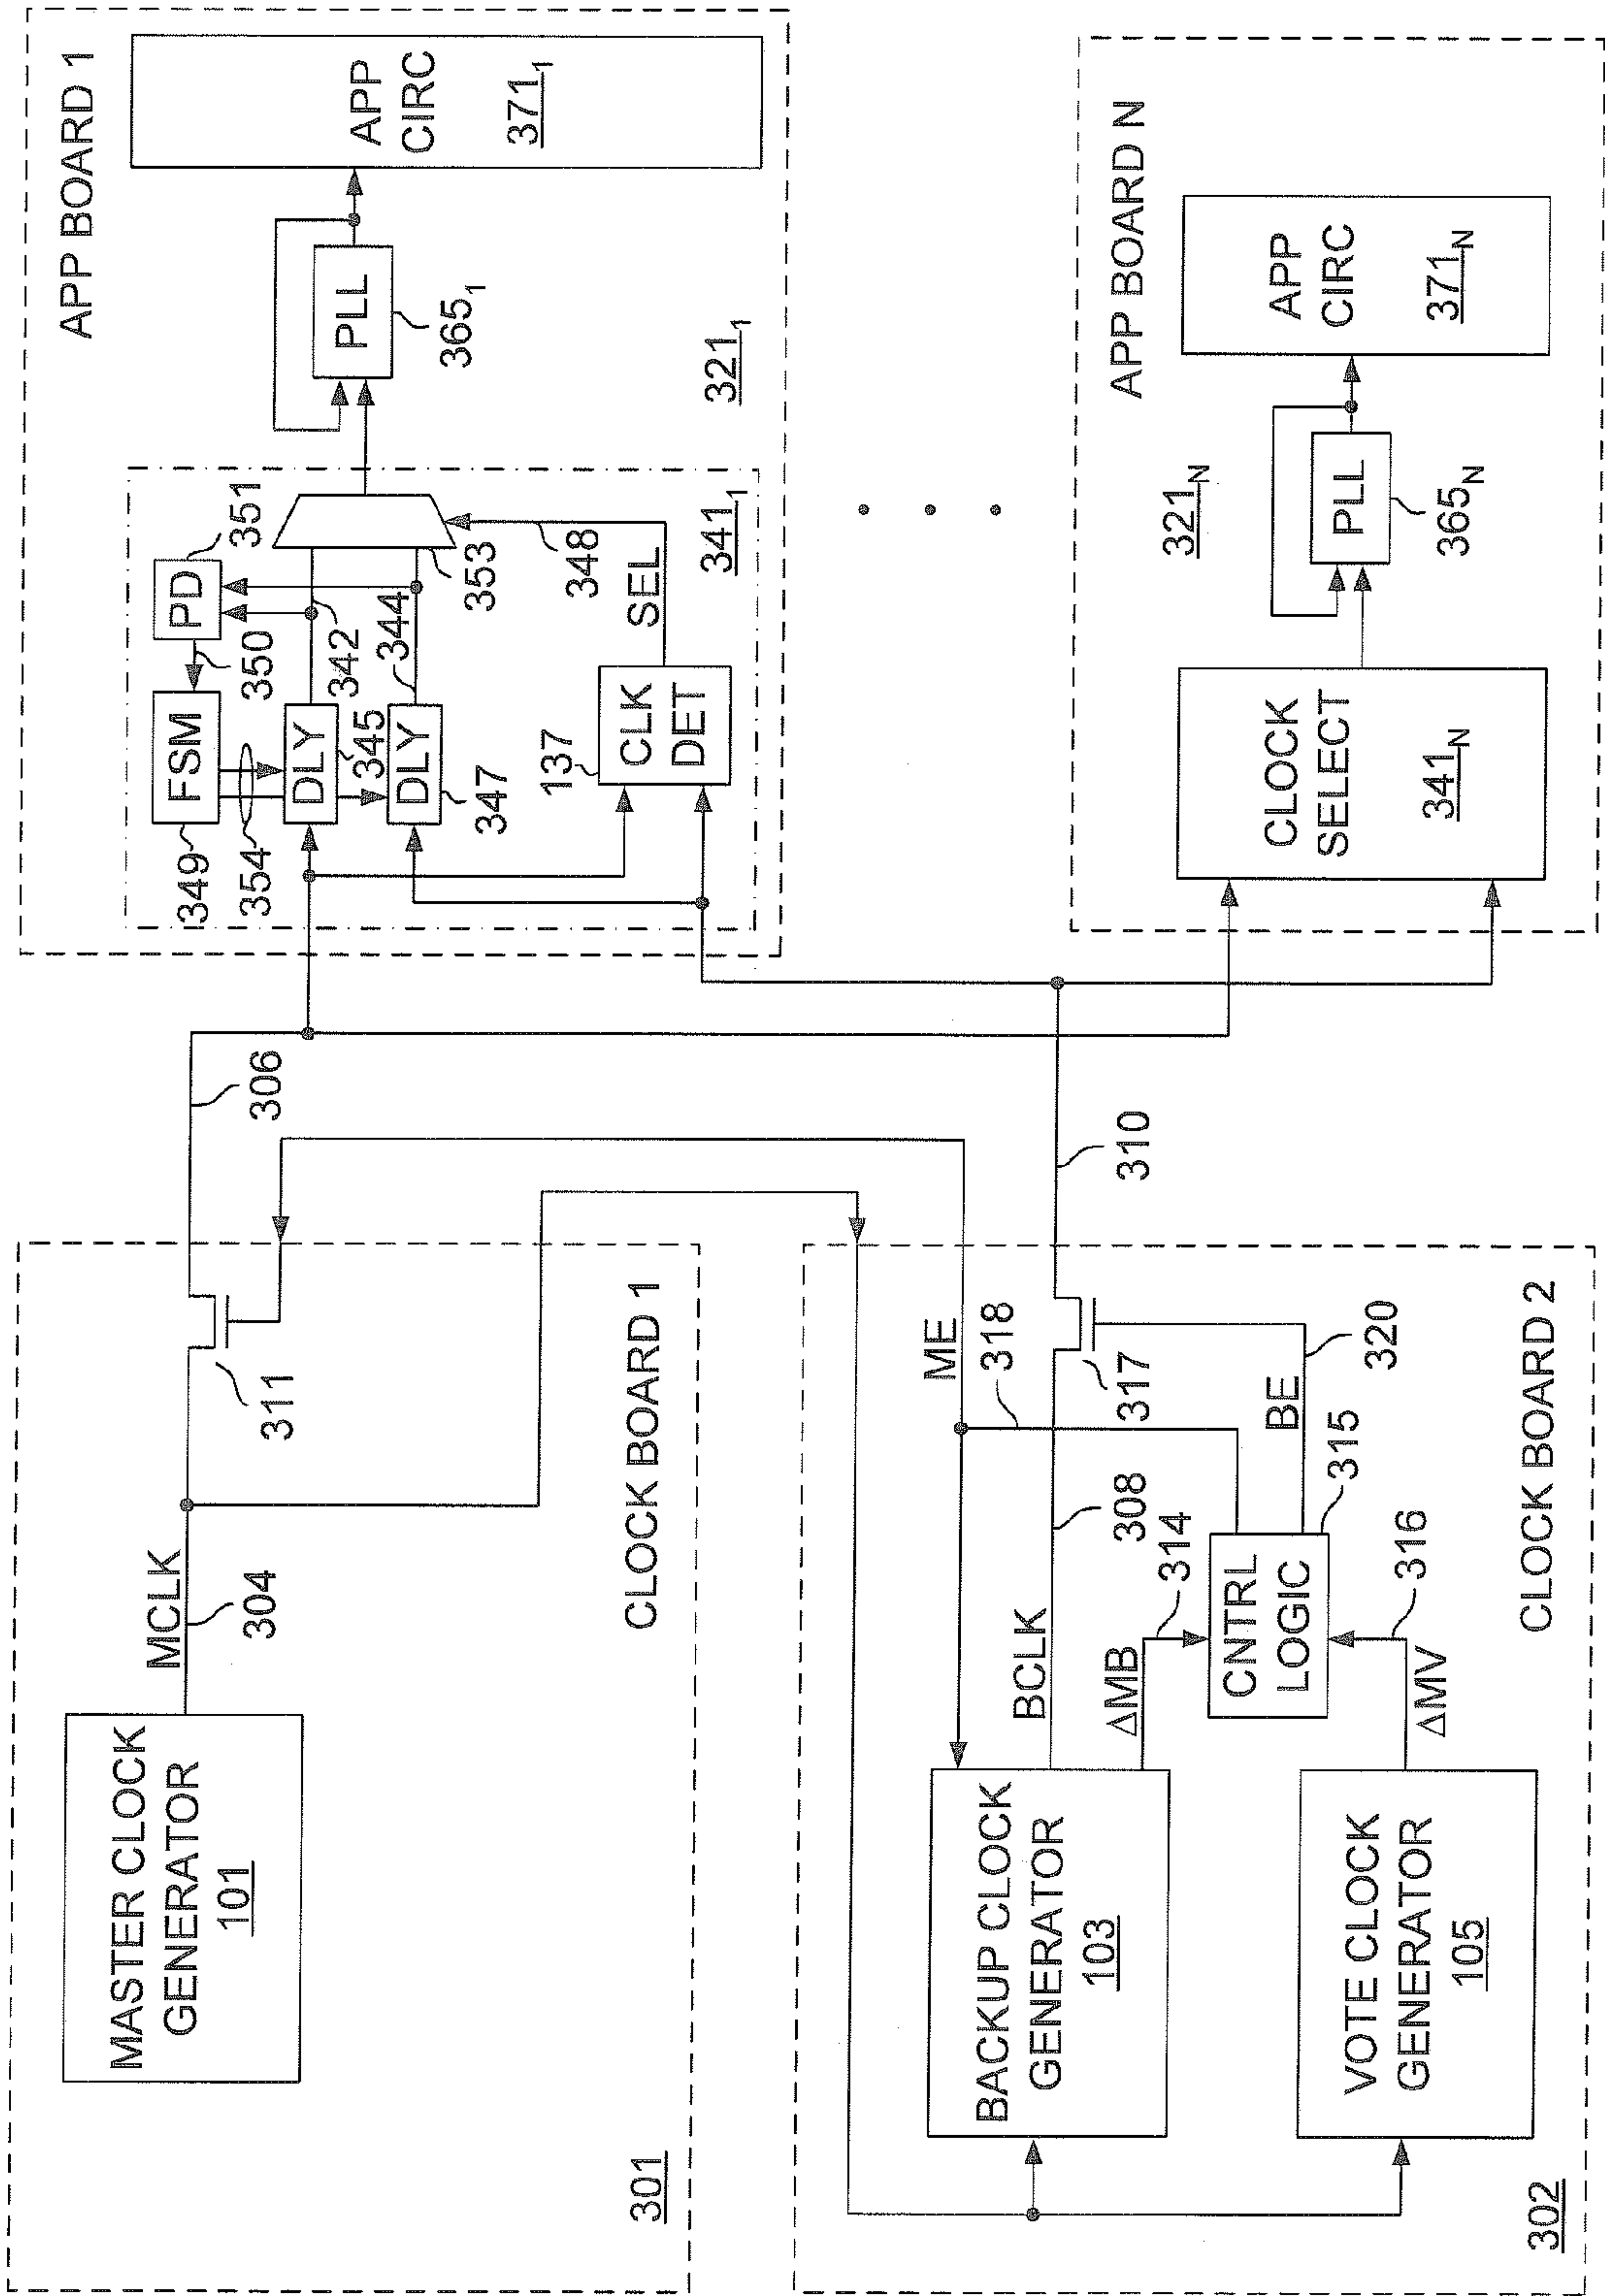 MASTER CLOCK
GENERATOR
101
MCLK
304
311
306
CLOCK BOARD 1
301
BACKUP CLOCK
GENERATOR
103
VOTE CLOCK
GENERATOR
105
BCLK
308
ΔMB
314
ΔMV
316
CNTRL
LOGIC
315
ME
318
BE
320
317
310
CLOCK BOARD 2
302
APP BOARD 1
FSM
349
354
PD
351
350
DLY
345
342
DLY
347
344
353
CLK
DET
137
SEL
348
341₁
PLL
365₁
APP
CIRC
371₁
321₁
APP BOARD N
CLOCK
SELECT
341N
PLL
365N
APP
CIRC
371N
321N